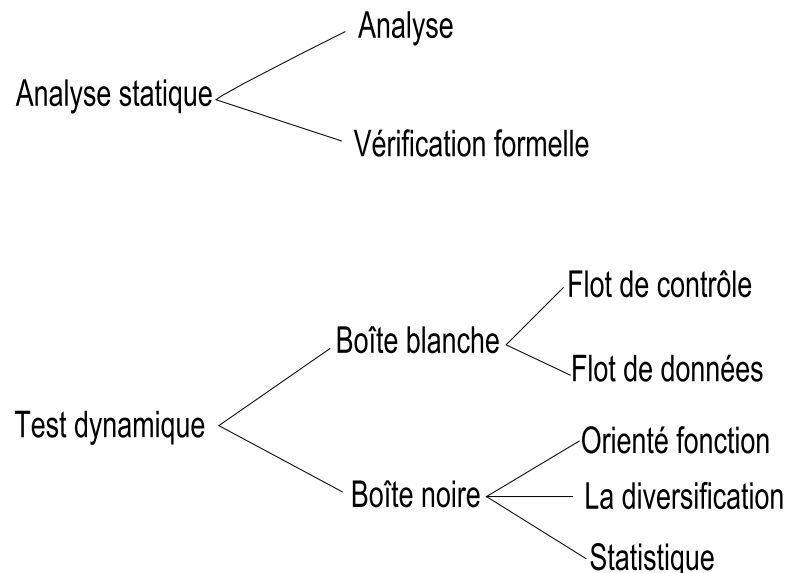 Analyse
Analyse statique
Vérification formelle
Flot de contrôle
Boîte blanche
Flot de données
Test dynamique
Orienté fonction
Boîte noire
La diversification
Statistique